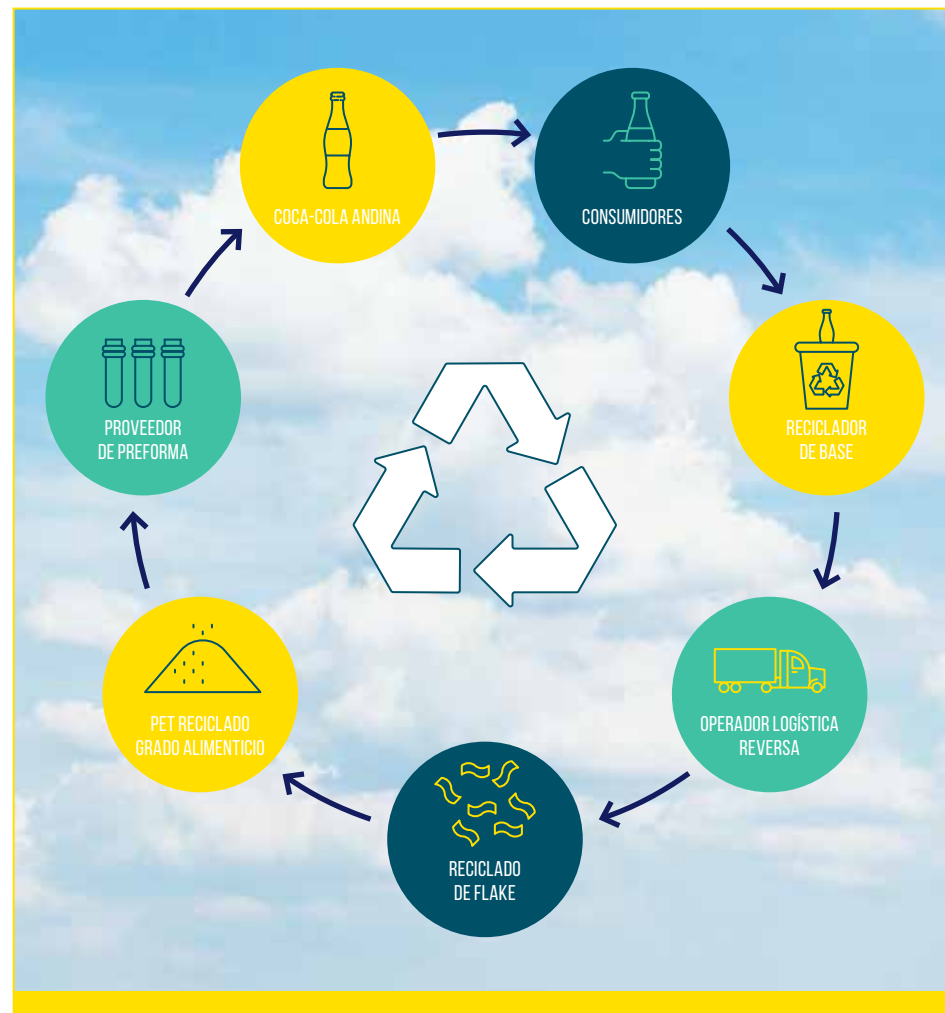 COCA-COLA ANDINA
CONSUMIDORES
RECICLADOR
DE BASE
OPERADOR LOGÍSTICA
REVERSA
RECICLADO
DE FLAKE
PET RECICLADO
GRADO ALIMENTICIO
PROVEEDOR
DE PREFORMA